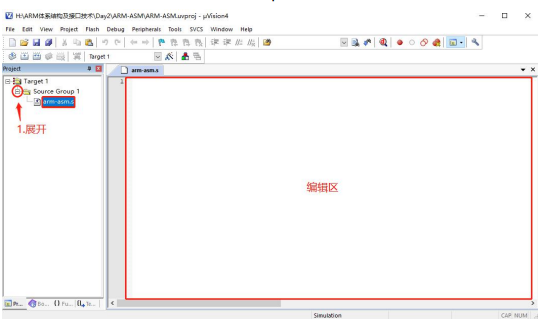 H:\ARM体系结构及接口技术\Day2\ARM-ASM\ARM-ASM.uvproj - µVision4
File Edit View Project Flash Debug Peripherals Tools SVCS Window Help
Target 1
Project
arm-asm.s
1
Target 1
Source Group 1
arm-asm.s
1.展开
编辑区
Pr... Bo... {} Fu... Te...
Simulation
CAP NUM